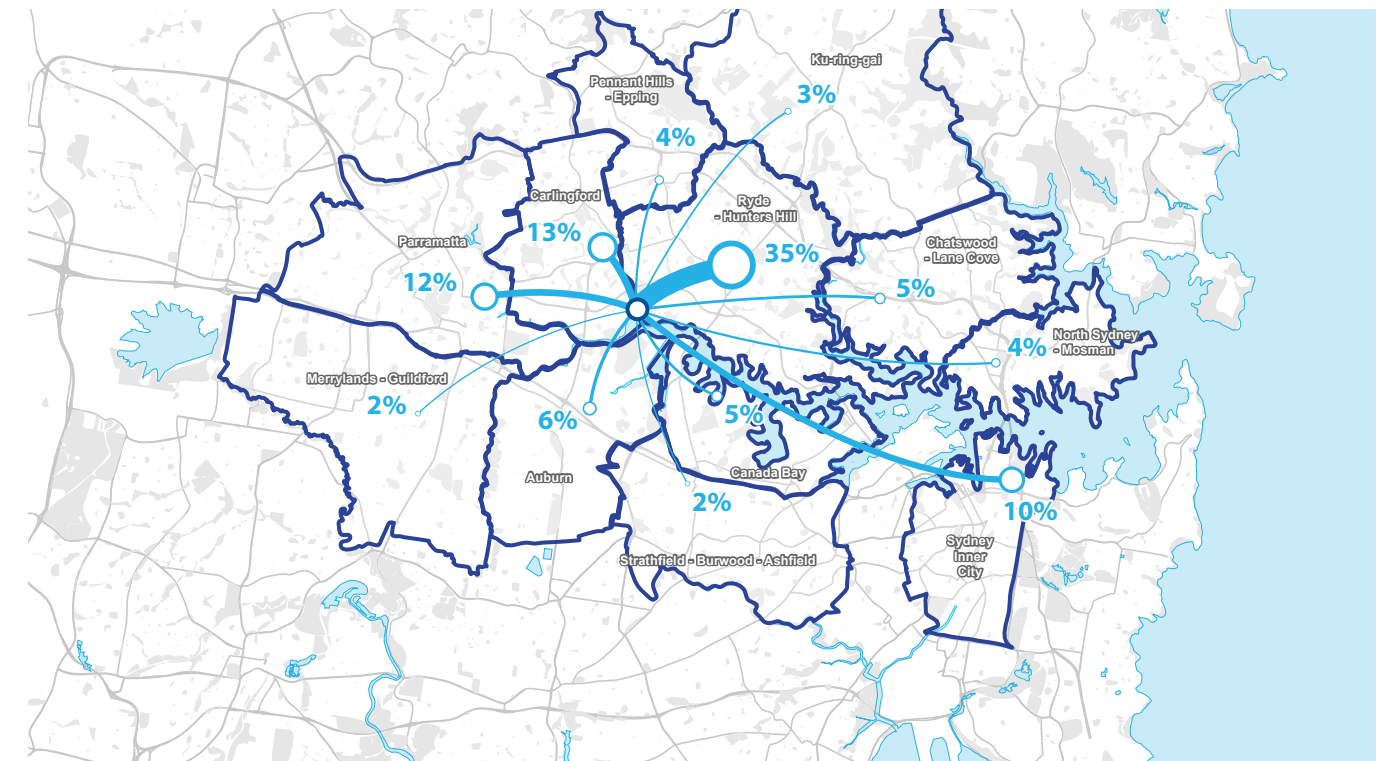 Ku-ring-gai
3%
Pennant Hills
- Epping
4%
Carlingford
13%
Ryde
- Hunters Hill
35%
Parramatta
12%
Chatswood
- Lane Cove
5%
North Sydney
- Mosman
4%
Merrylands - Guildford
2%
6%
5%
Auburn
Canada Bay
2%
10%
Strathfield - Burwood - Ashfield
Sydney
Inner
City